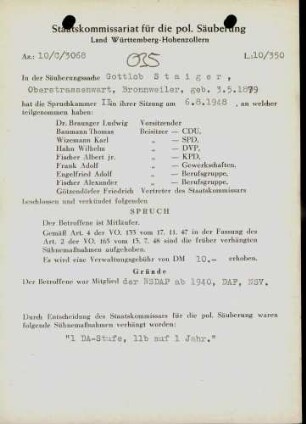 Staatskommissariat für die pol. Säuberung
Land Württemberg-Hohenzollern
Az.: 10/C/3068
035
L: 10/350
In der Säuberungssache Gottlob Staiger,
Oberstrassenwart, Bronnweiler, geb. 3.5.1879
hat die Spruchkammer II in ihrer Sitzung am 6.8.1948, an welcher
teilgenommen haben:
Dr. Beusager Ludwig Vorsitzender
Baumann Thomas Beisitzer - CDU,
Wizemann Karl „ - SPD,
Hahn Wilhelm „ - DVP,
Fischer Albert jr. „ - KPD,
Frank Adolf „ - Gewerkschaften,
Engelfried Adolf „ - Berufsgruppe,
Fischer Alexander „ - Berufsgruppe,
Götzendörfer Friedrich Vertreter des Staatskommissars
beschlossen und verkündet folgenden
SPRUCH
Der Betroffene ist Mitläufer.
Gemäß Art. 4 der VO. 133 vom 17. 11. 47 in der Fassung des
Art. 2 der VO. 165 vom 15. 7. 48 sind die früher verhängten
Sühnemaßnahmen aufgehoben.
Es wird eine Verwaltungsgebühr von DM 10.- erhoben.
Gründe
Der Betroffene war Mitglied der NSDAP ab 1940, DAF, NSV.
Durch Entscheidung des Staatskommissars für die pol. Säuberung waren
folgende Sühnemaßnahmen verhängt worden:
"1 DA-Stufe, 11b auf 1 Jahr."